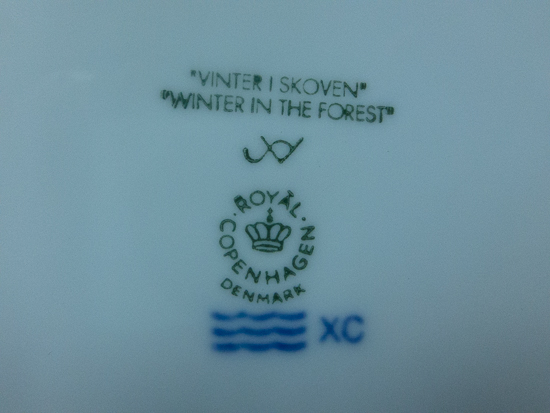 "VINTER I SKOVEN"
"WINTER IN THE FOREST"
ROYAL
COPENHAGEN
DENMARK
XC